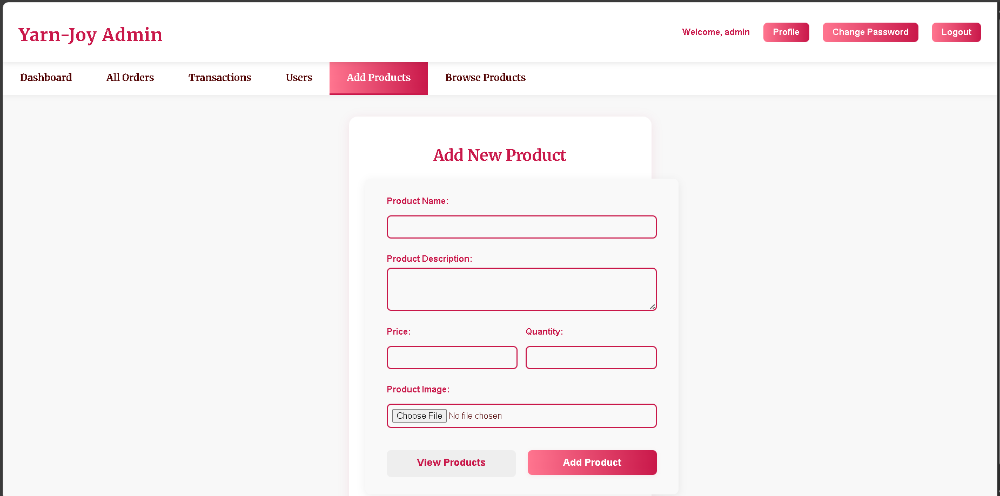 Yarn-Joy Admin
Welcome, admin
Profile
Change Password
Logout
Dashboard
All Orders
Transactions
Users
Add Products
Browse Products
Add New Product
Product Name:
Product Description:
Price:
Quantity:
Product Image:
Choose File No file chosen
View Products
Add Product